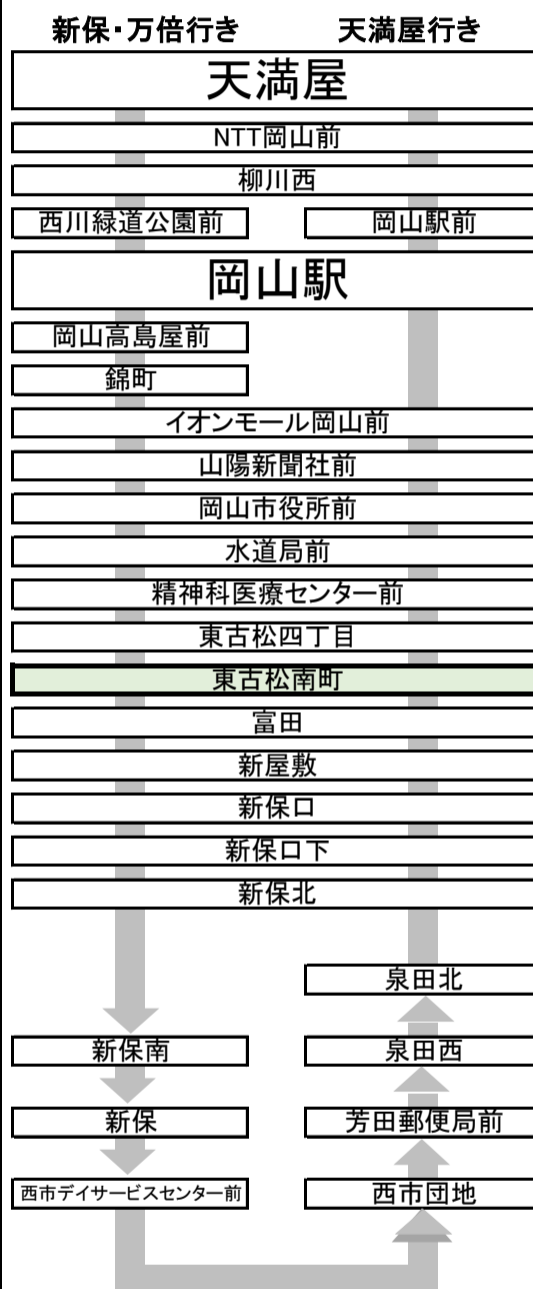 新保・万倍行き 天満屋行き
天満屋
NTT岡山前
柳川西
西川緑道公園前 岡山駅前
岡山駅
岡山高島屋前
錦町
イオンモール岡山前
山陽新聞社前
岡山市役所前
水道局前
精神科医療センター前
東古松四丁目
東古松南町
富田
新屋敷
新保口
新保口下
新保北
泉田北
新保南 泉田西
新保 芳田郵便局前
西市デイサービスセンター前 西市団地